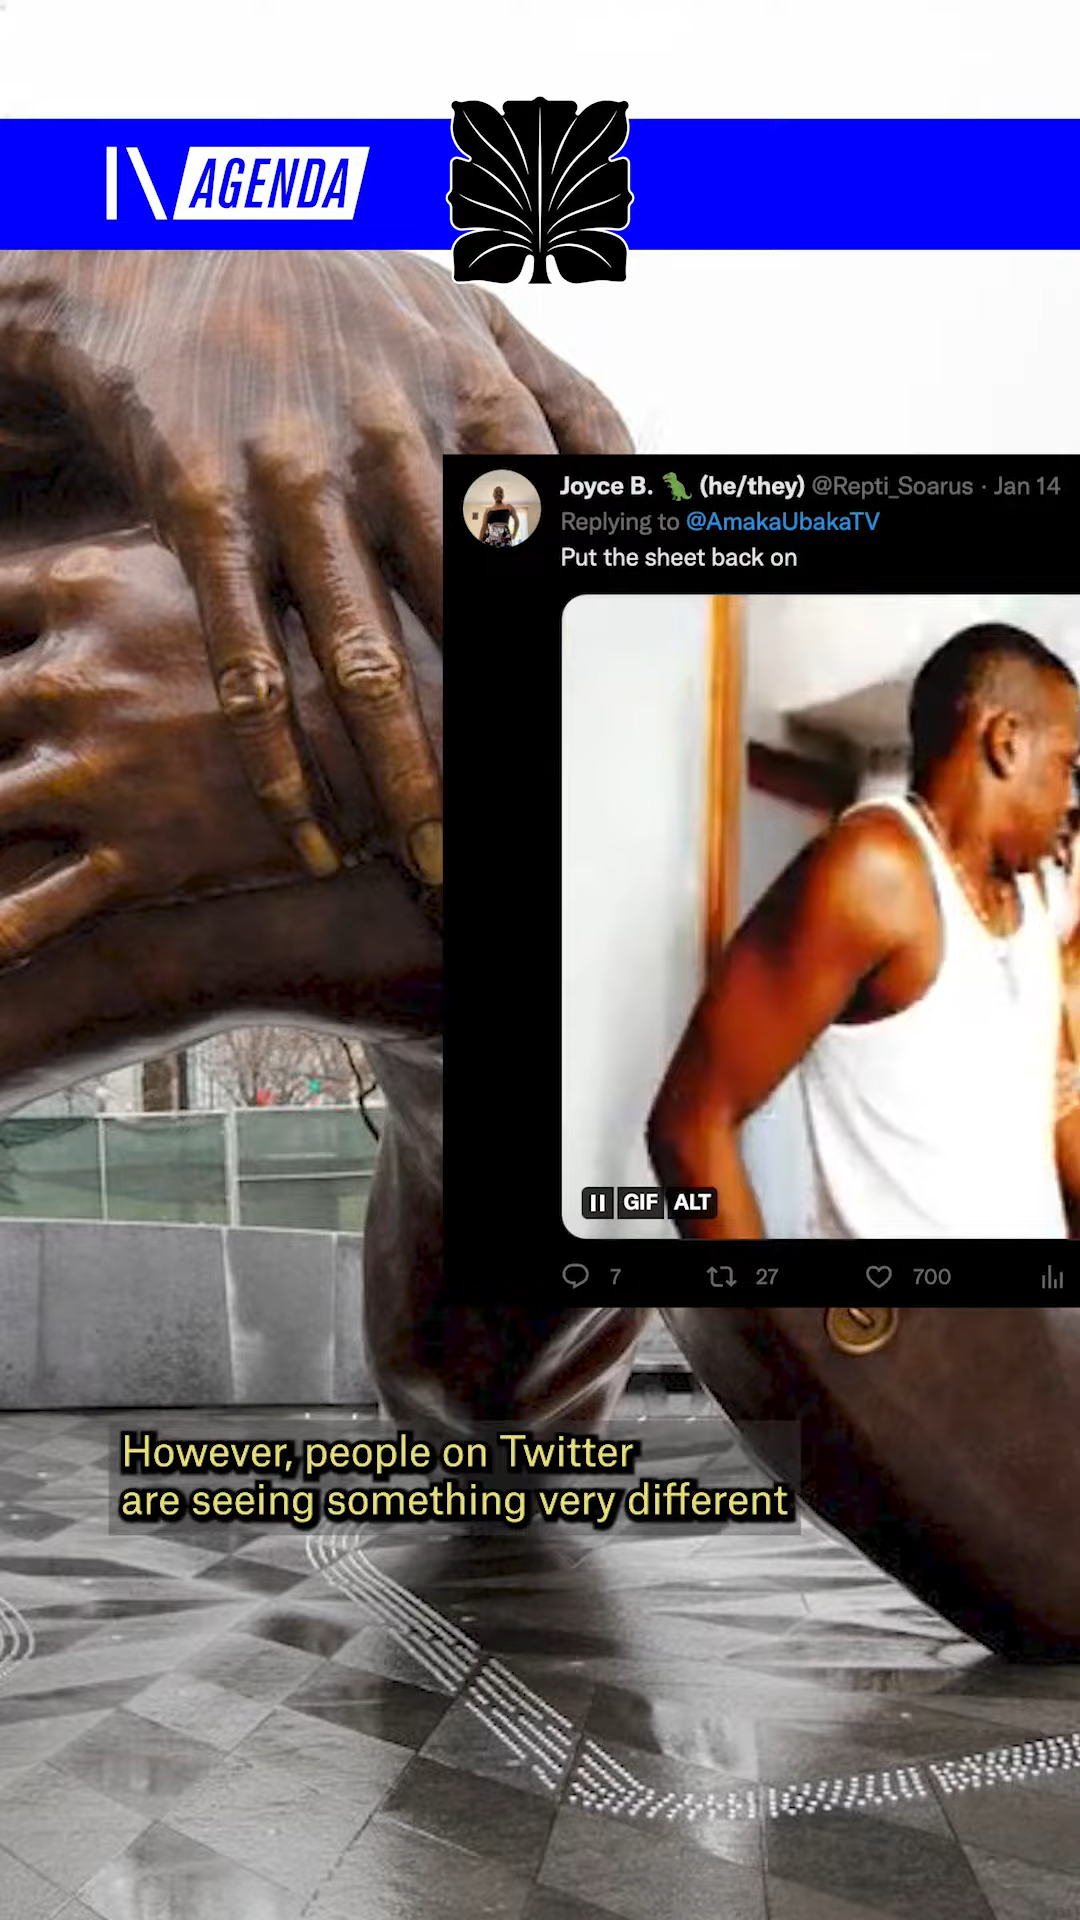 AGENDA
Joyce B. 🦖 (he/they) @Repti_Soarus · Jan 14
Replying to @AmakaUbakaTV
Put the sheet back on
GIF ALT
7 27 700
However, people on Twitter
are seeing something very different